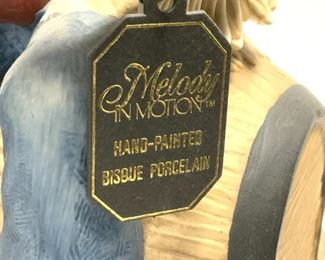 Melody
IN MOTION™
HAND-PAINTED
BISQUE PORCELAIN